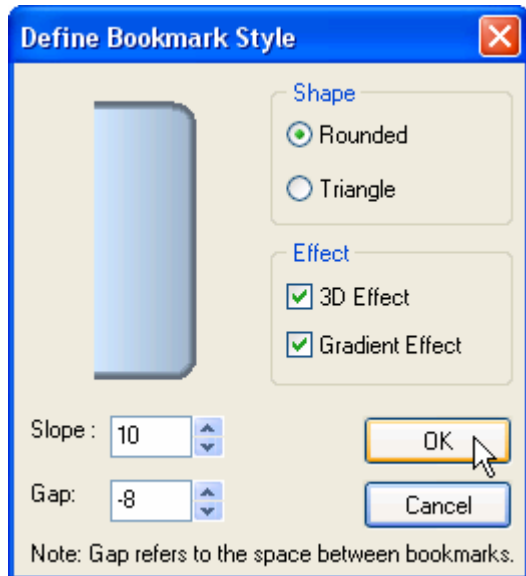 Define Bookmark Style
Shape
Rounded
Triangle
Effect
3D Effect
Gradient Effect
Slope : 10
OK
Gap: -8
Cancel
Note: Gap refers to the space between bookmarks.